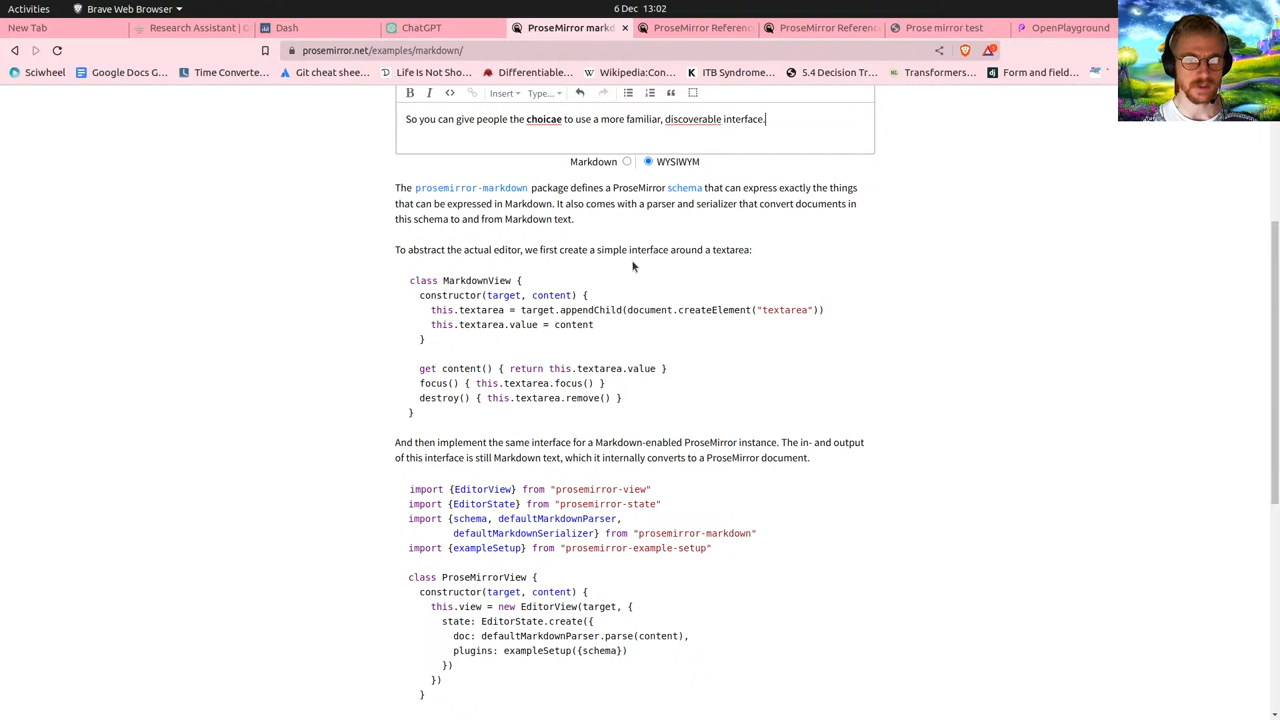 Activities
Brave Web Browser
6 Dec 13:02
New Tab
Research Assistant
Dash
ChatGPT
ProseMirror mark
ProseMirror Referenc
ProseMirror Referenc
Prose mirror test
OpenPlayground
prosemirror.net/examples/markdown/
Sciwheel
Google Docs G...
Time Converte...
Git cheat shee...
Life Is Not Sho...
Differentiable...
Wikipedia:Con...
ITB Syndrome...
5.4 Decision Tr...
Transformers...
Form and field...
B I <> Insert Type...
So you can give people the choicae to use a more familiar, discoverable interface.
Markdown WYSIWYM
The prosemirror-markdown package defines a ProseMirror schema that can express exactly the things
that can be expressed in Markdown. It also comes with a parser and serializer that convert documents in
this schema to and from Markdown text.
To abstract the actual editor, we first create a simple interface around a textarea:
class MarkdownView {
constructor(target, content) {
this.textarea = target.appendChild(document.createElement("textarea"))
this.textarea.value = content
}
get content() { return this.textarea.value }
focus() { this.textarea.focus() }
destroy() { this.textarea.remove() }
}
And then implement the same interface for a Markdown-enabled ProseMirror instance. The in- and output
of this interface is still Markdown text, which it internally converts to a ProseMirror document.
import {EditorView} from "prosemirror-view"
import {EditorState} from "prosemirror-state"
import {schema, defaultMarkdownParser,
defaultMarkdownSerializer} from "prosemirror-markdown"
import {exampleSetup} from "prosemirror-example-setup"
class ProseMirrorView {
constructor(target, content) {
this.view = new EditorView(target, {
state: EditorState.create({
doc: defaultMarkdownParser.parse(content),
plugins: exampleSetup({schema})
})
})
}